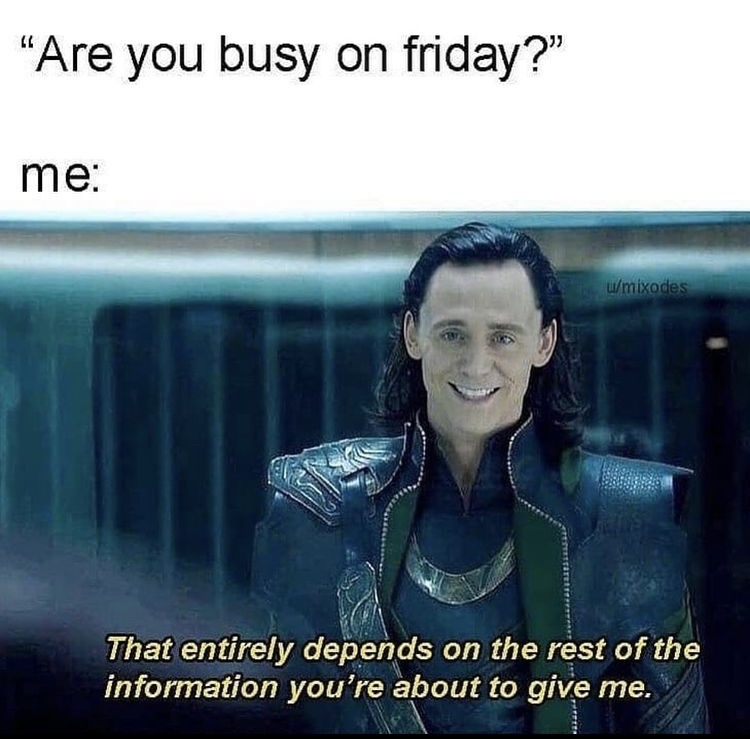 “Are you busy on friday?”
me:
u/mixodes
That entirely depends on the rest of the
information you’re about to give me.